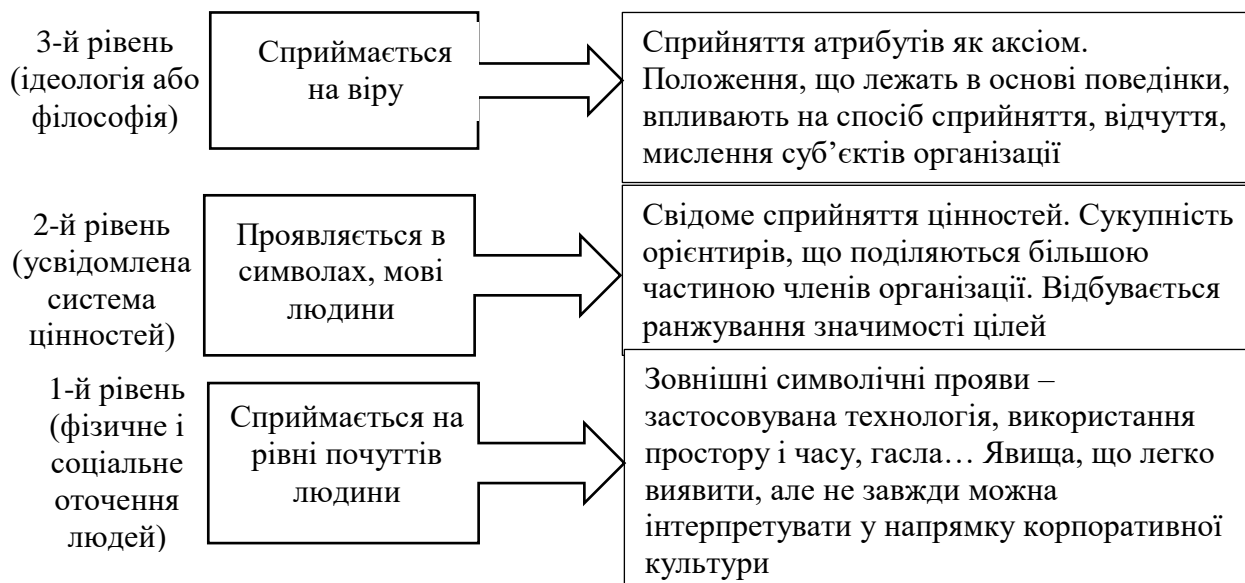 3-й рівень
(ідеологія або
філософія)
Сприймається
на віру
Сприйняття атрибутів як аксіом.
Положення, що лежать в основі поведінки,
впливають на спосіб сприйняття, відчуття,
мислення суб’єктів організації
2-й рівень
(усвідомлена
система
цінностей)
Проявляється в
символах, мові
людини
Свідоме сприйняття цінностей. Сукупність
орієнтирів, що поділяються більшою
частиною членів організації. Відбувається
ранжування значимості цілей
1-й рівень
(фізичне і
соціальне
оточення
людей)
Сприймається на
рівні почуттів
людини
Зовнішні символічні прояви –
застосовувана технологія, використання
простору і часу, гасла… Явища, що легко
виявити, але не завжди можна
інтерпретувати у напрямку корпоративної
культури